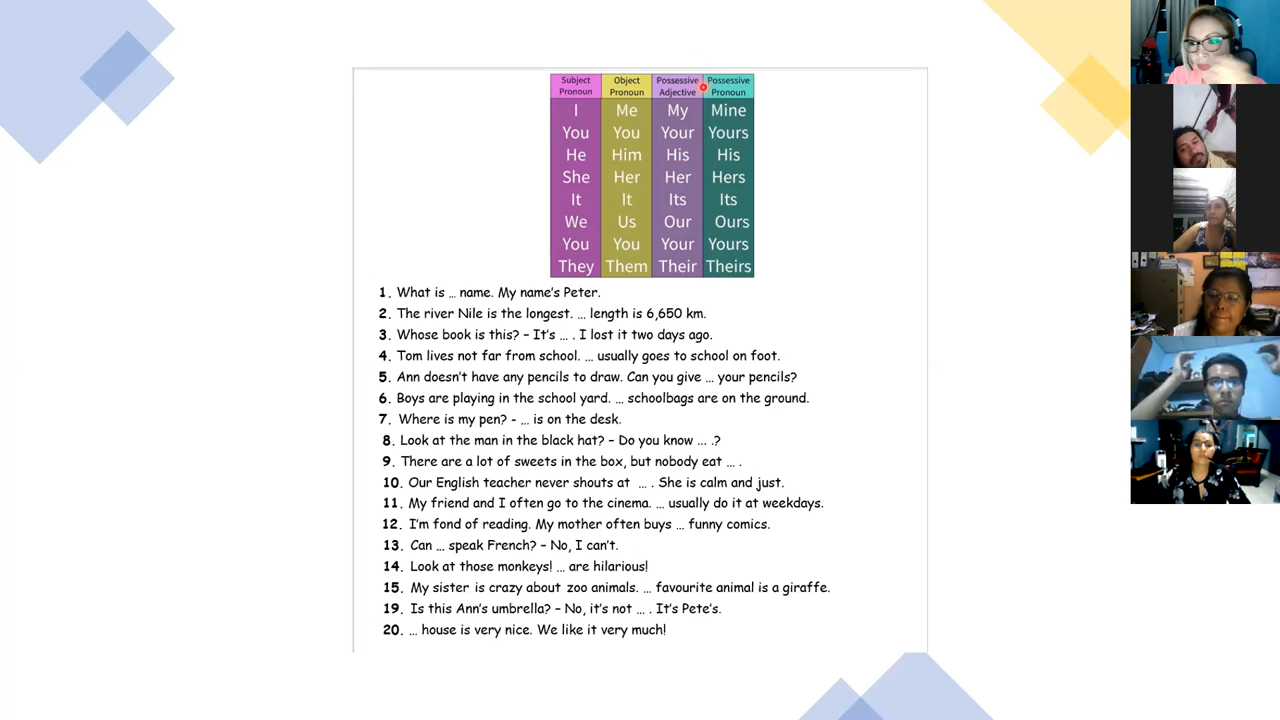 Subject Pronoun Object Pronoun Possessive Adjective Possessive Pronoun
I Me My Mine
You You Your Yours
He Him His His
She Her Her Hers
It It Its Its
We Us Our Ours
You You Your Yours
They Them Their Theirs
1. What is ... name. My name's Peter.
2. The river Nile is the longest. ... length is 6,650 km.
3. Whose book is this? – It's ... . I lost it two days ago.
4. Tom lives not far from school. ... usually goes to school on foot.
5. Ann doesn't have any pencils to draw. Can you give ... your pencils?
6. Boys are playing in the school yard. ... schoolbags are on the ground.
7. Where is my pen? - ... is on the desk.
8. Look at the man in the black hat? – Do you know ... .?
9. There are a lot of sweets in the box, but nobody eat ... .
10. Our English teacher never shouts at ... . She is calm and just.
11. My friend and I often go to the cinema. ... usually do it at weekdays.
12. I'm fond of reading. My mother often buys ... funny comics.
13. Can ... speak French? – No, I can't.
14. Look at those monkeys! ... are hilarious!
15. My sister is crazy about zoo animals. ... favourite animal is a giraffe.
19. Is this Ann's umbrella? – No, it's not ... . It's Pete's.
20. ... house is very nice. We like it very much!